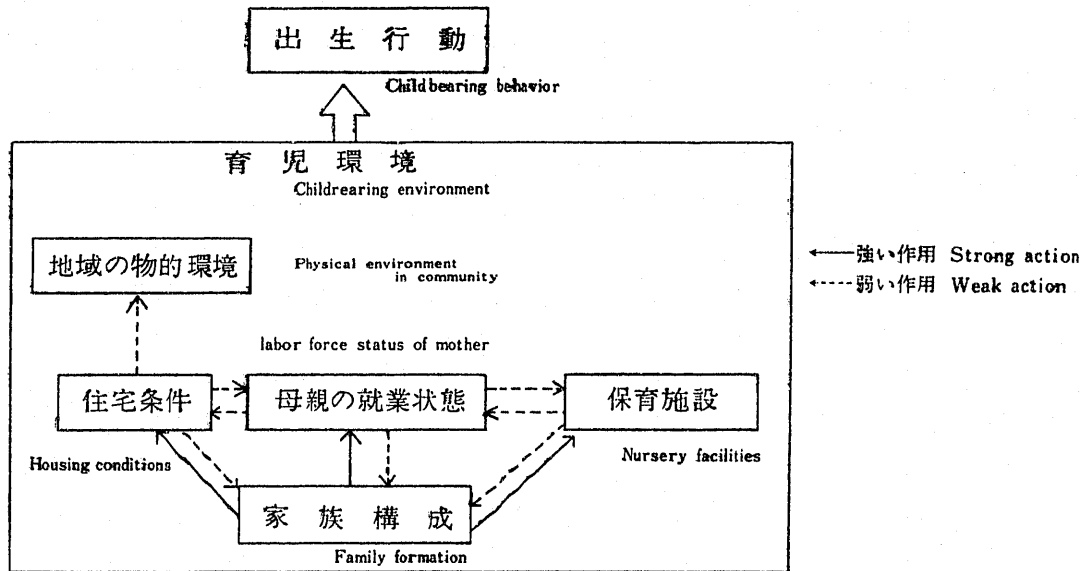 出生行動
Childbearing behavior
育児環境
Childrearing environment
地域の物的環境
Physical environment
in community
強い作用 Strong action
弱い作用 Weak action
labor force status of mother
住宅条件
母親の就業状態
保育施設
Housing conditions
Nursery facilities
家族構成
Family formation